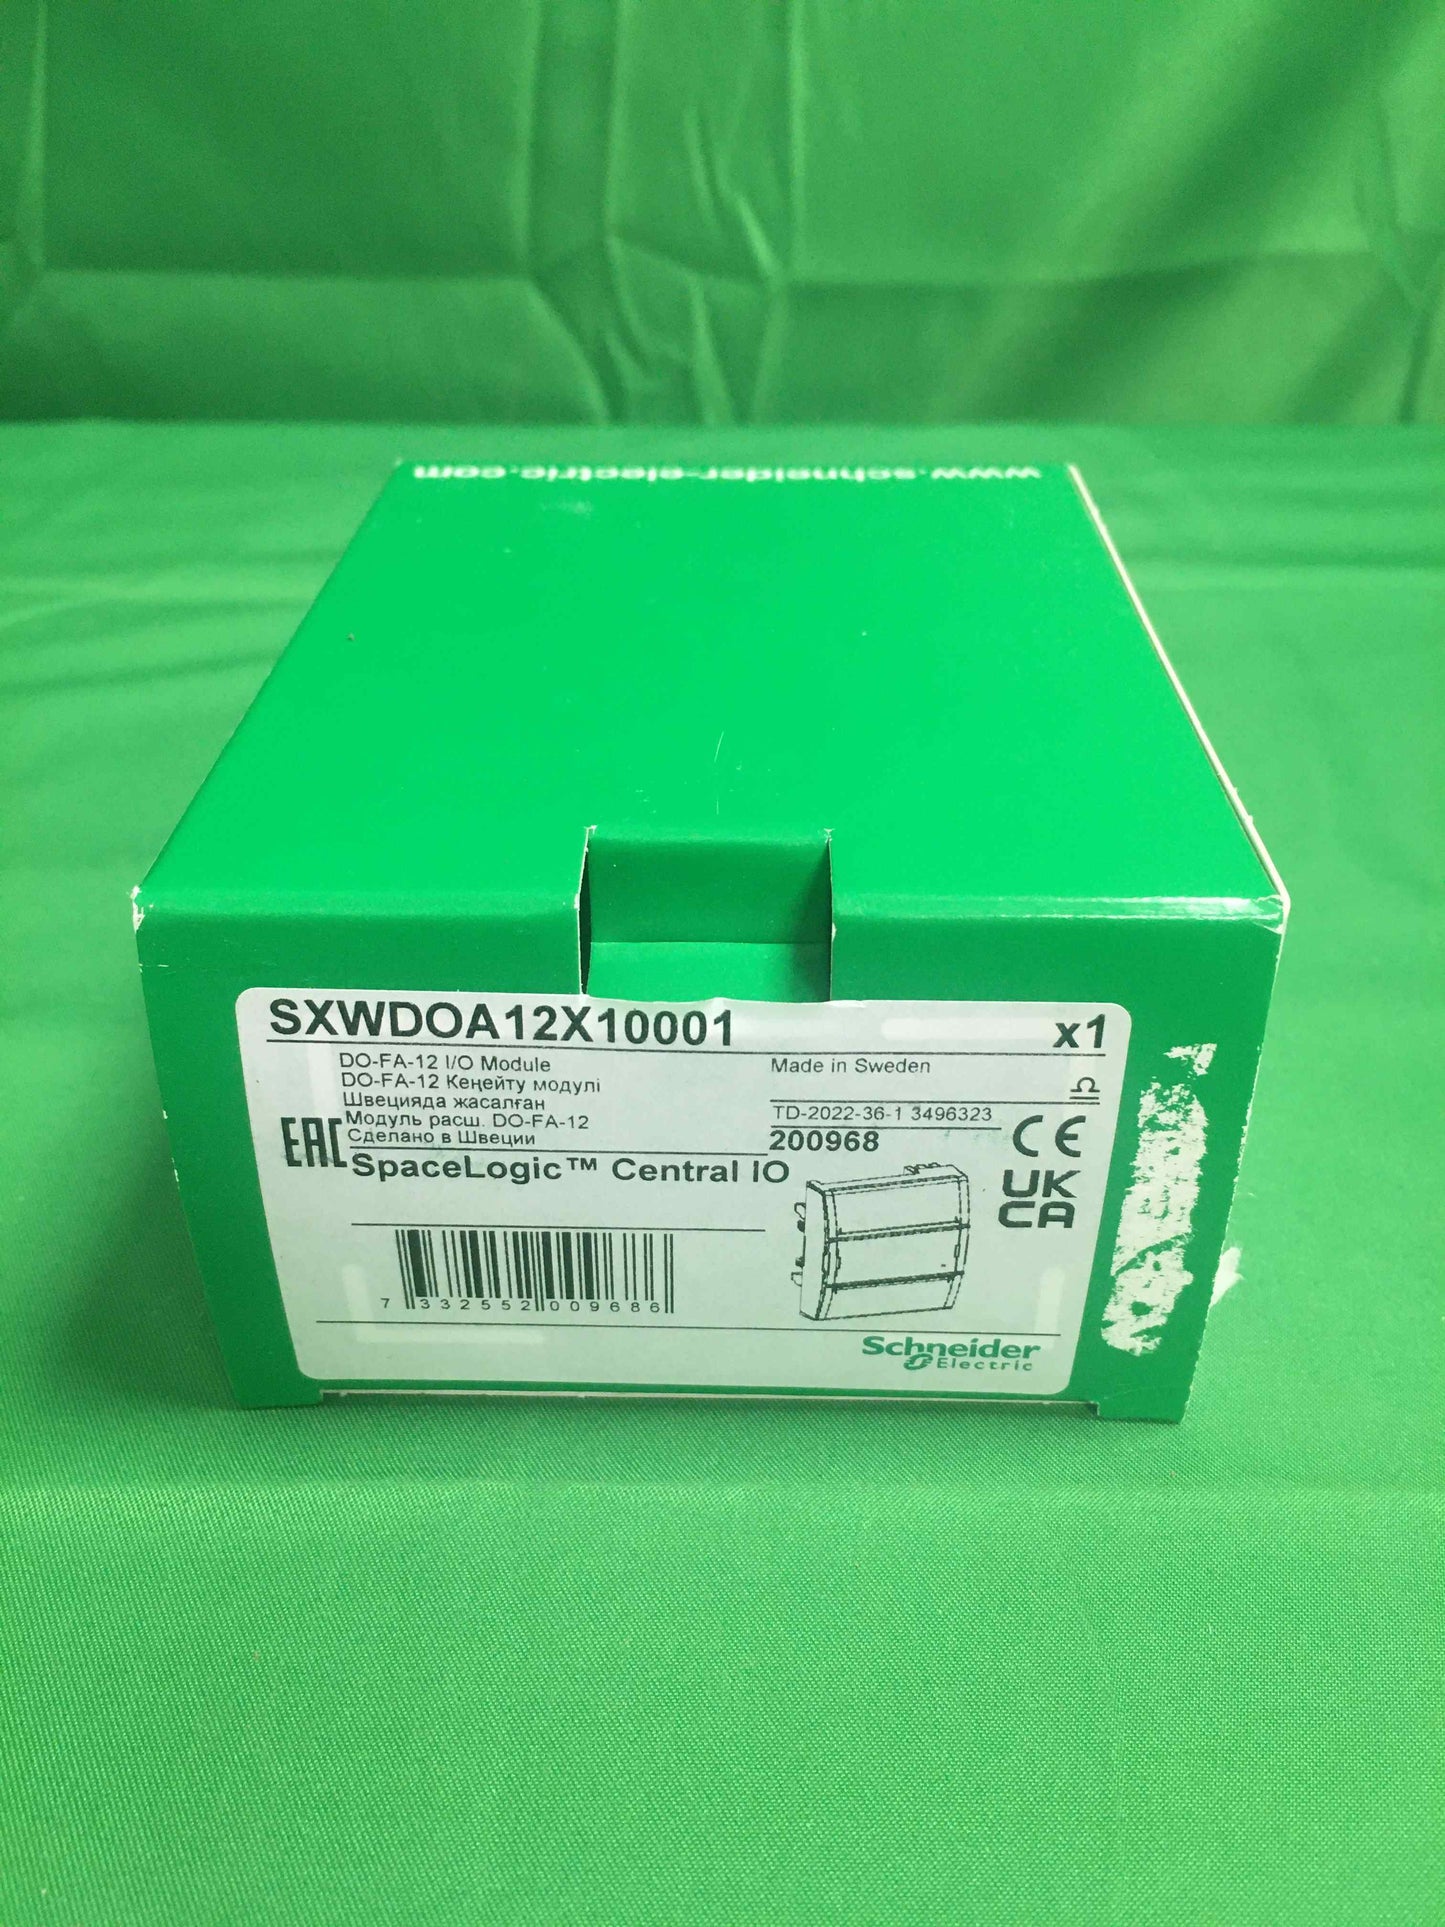 www.schneider-electric.com
SXWDOA12X10001 x1
DO-FA-12 I/O Module
DO-FA-12 Кеңейту модулі
Швецияда жасалған
Модуль расш. DO-FA-12
Сделано в Швеции
Made in Sweden
TD-2022-36-1 3496323
200968
EAC
CE
UK
CA
SpaceLogic™ Central IO
7 332552 009686
Schneider
Electric